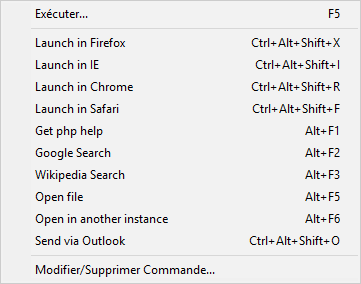 Exécuter... F5
Launch in Firefox Ctrl+Alt+Shift+X
Launch in IE Ctrl+Alt+Shift+I
Launch in Chrome Ctrl+Alt+Shift+R
Launch in Safari Ctrl+Alt+Shift+F
Get php help Alt+F1
Google Search Alt+F2
Wikipedia Search Alt+F3
Open file Alt+F5
Open in another instance Alt+F6
Send via Outlook Ctrl+Alt+Shift+O
Modifier/Supprimer Commande...